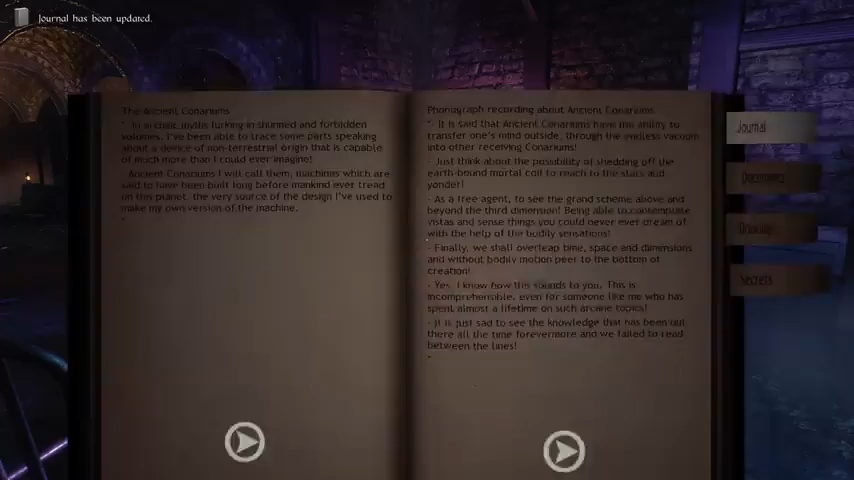 Journal has been updated.
The Ancient Conariums
- In archaic myths lurking in shunned and forbidden
volumes, I've been able to trace some parts speaking
about a device of non-terrestrial origin that is capable
of much more than I could ever imagine!
- Ancient Conariums I will call them, machines which are
said to have been built long before mankind ever tread
on this planet, the very source of the design I've used to
make my own version of the machine.
Phonograph recording about Ancient Conariums
- It is said that Ancient Conariums have the ability to
transfer one's mind outside, through the endless vacuum
into other receiving Conariums!
- Just think about the possibility of shedding off the
earth-bound mortal coil to reach to the stars and
yonder!
- As a free agent, to see the grand scheme above and
beyond the third dimension! Being able to contemplate
vistas and sense things you could never ever dream of
with the help of the bodily sensations!
- Finally, we shall overleap time, space and dimensions
and without bodily motion peer to the bottom of
creation!
- Yes, I know how this sounds to you. This is
incomprehensible, even for someone like me who has
spent almost a lifetime on such arcane topics!
- It is just sad to see the knowledge that has been out
there all the time forevermore and we failed to read
between the lines!
Journal
Documents
Secrets